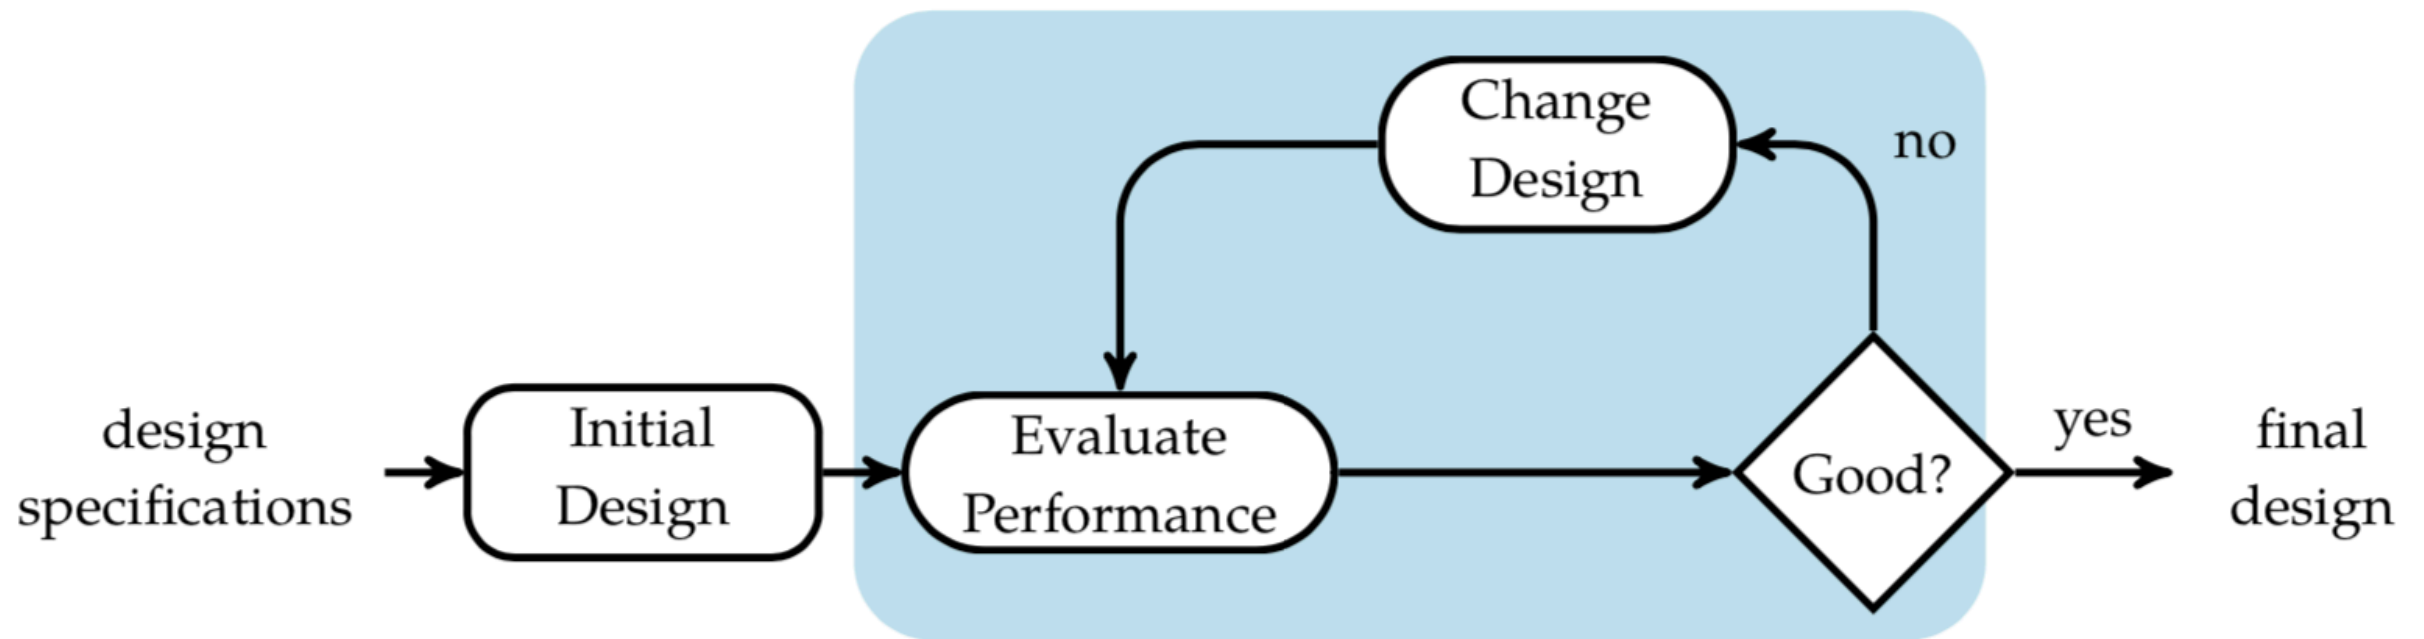 design
specifications
Initial
Design
Evaluate
Performance
Change
Design
no
Good?
yes
final
design